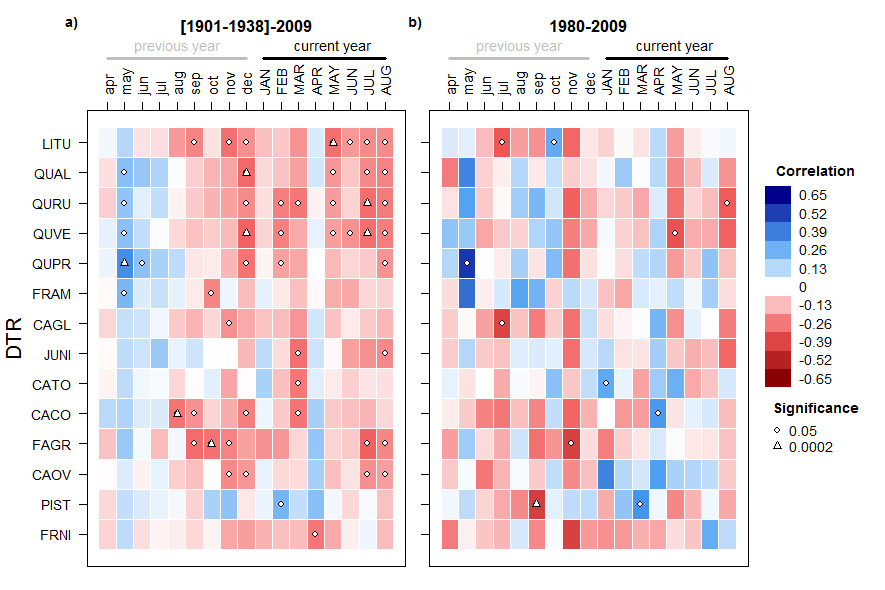 a) [1901-1938]-2009 b) 1980-2009
previous year current year previous year current year
apr may jun jul aug sep oct nov dec JAN FEB MAR APR MAY JUN JUL AUG apr may jun jul aug sep oct nov dec JAN FEB MAR APR MAY JUN JUL AUG
DTR
LITU
QUAL
QURU
QUVE
QUPR
FRAM
CAGL
JUNI
CATO
CACO
FAGR
CAOV
PIST
FRNI
Correlation
0.65
0.52
0.39
0.26
0.13
0
-0.13
-0.26
-0.39
-0.52
-0.65
Significance
0.05
0.0002